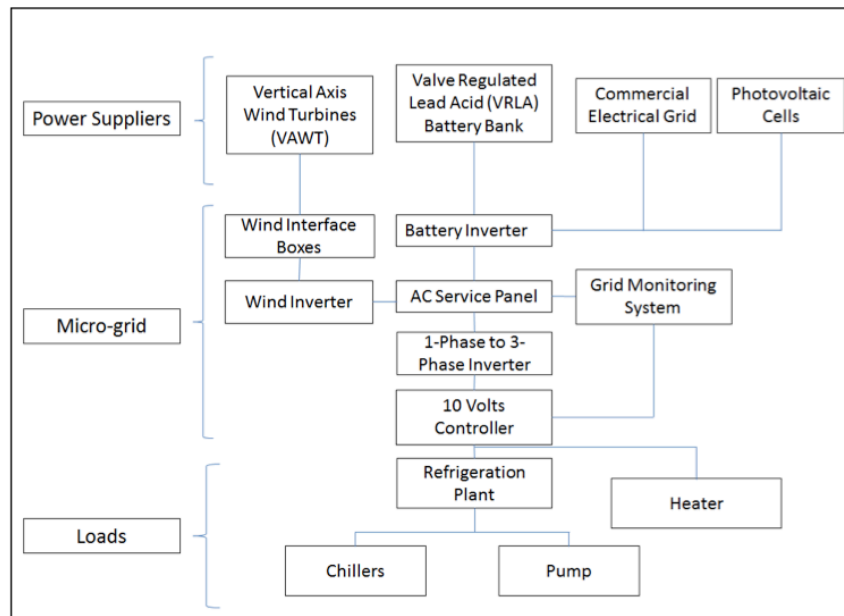 Power Suppliers
Vertical Axis
Wind Turbines
(VAWT)
Valve Regulated
Lead Acid (VRLA)
Battery Bank
Commercial
Electrical Grid
Photovoltaic
Cells
Micro-grid
Wind Interface
Boxes
Battery Inverter
Wind Inverter
AC Service Panel
Grid Monitoring
System
1-Phase to 3-
Phase Inverter
10 Volts
Controller
Loads
Refrigeration
Plant
Heater
Chillers
Pump